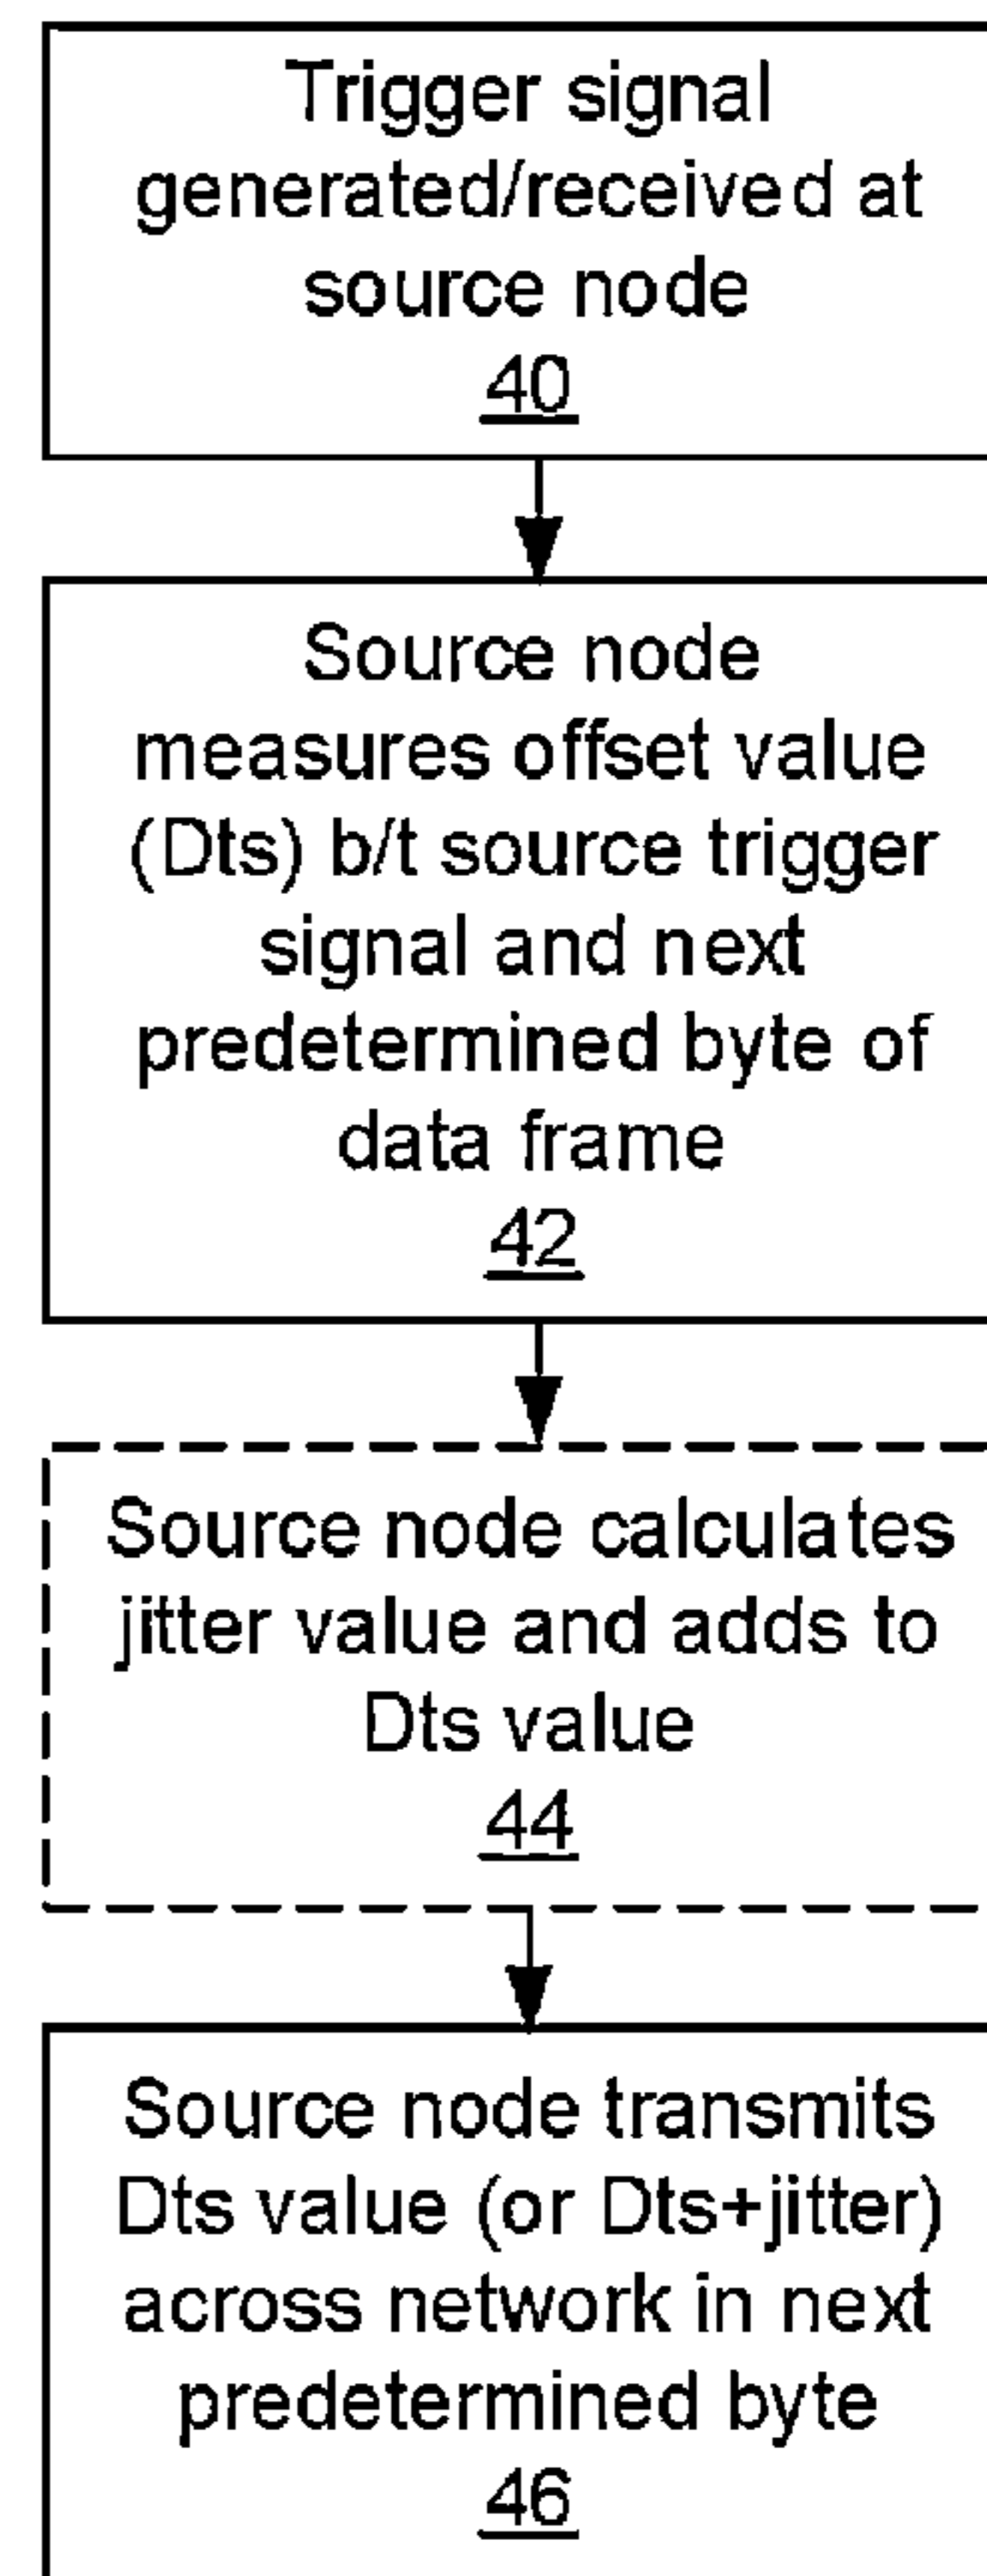 Trigger signal
generated/received at
source node
40
Source node
measures offset value
(Dts) b/t source trigger
signal and next
predetermined byte of
data frame
42
Source node calculates
jitter value and adds to
Dts value
44
Source node transmits
Dts value (or Dts+jitter)
across network in next
predetermined byte
46